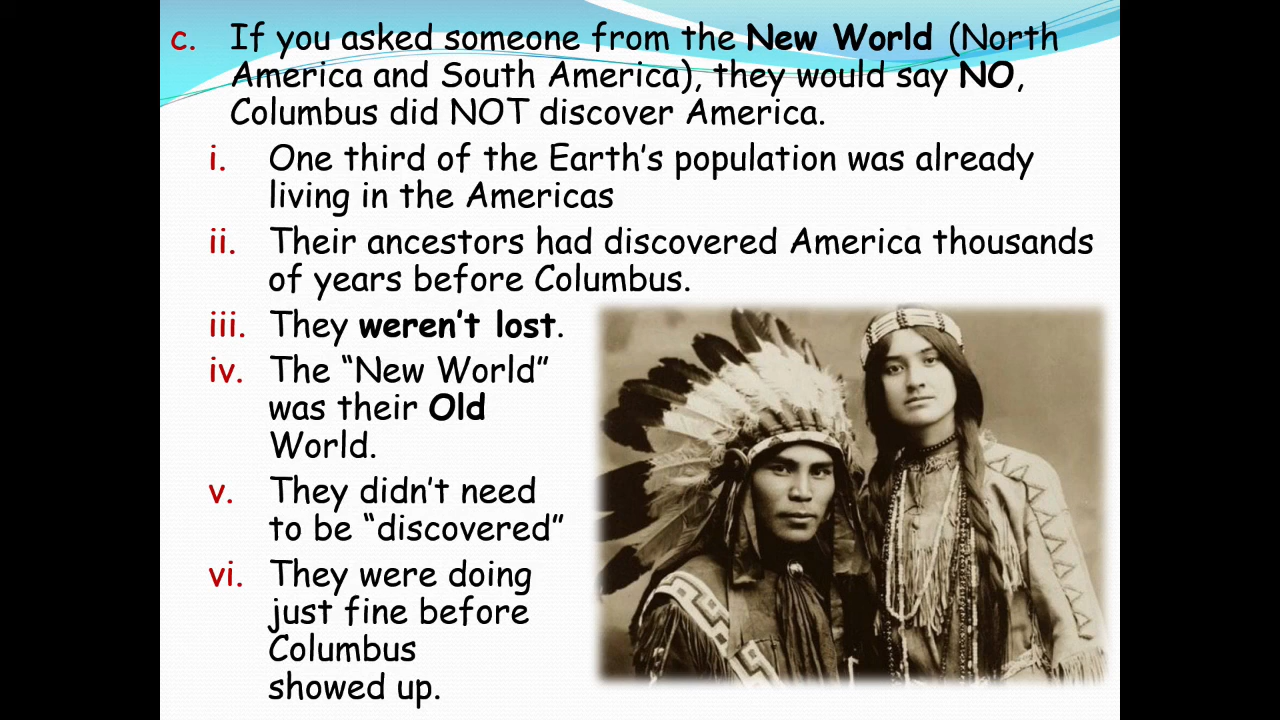 c. If you asked someone from the New World (North
America and South America), they would say NO,
Columbus did NOT discover America.
i. One third of the Earth’s population was already
living in the Americas
ii. Their ancestors had discovered America thousands
of years before Columbus.
iii. They weren’t lost.
iv. The “New World”
was their Old
World.
v. They didn’t need
to be “discovered”
vi. They were doing
just fine before
Columbus
showed up.